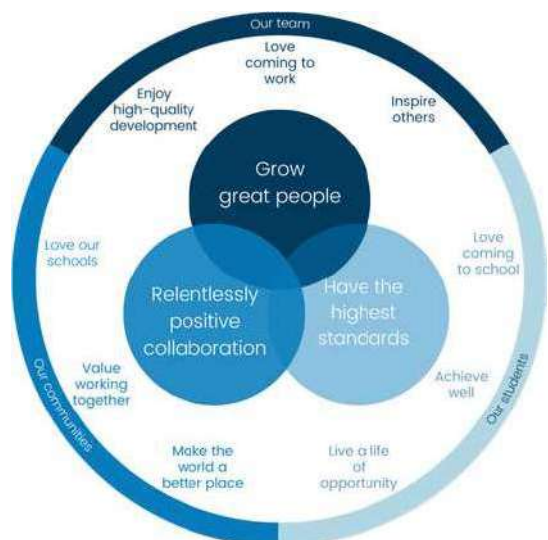 Our team
Love
coming to
work
Enjoy
high-quality
development
Inspire
others
Grow
great people
Love our
schools
Love
coming to
to school
Relentlessly
positive
collaboration
Have the
highest
standards
Value
working
together
Achieve
well
Our communities
Our students
Make the
world a
better place
Live a life
of
opportunity